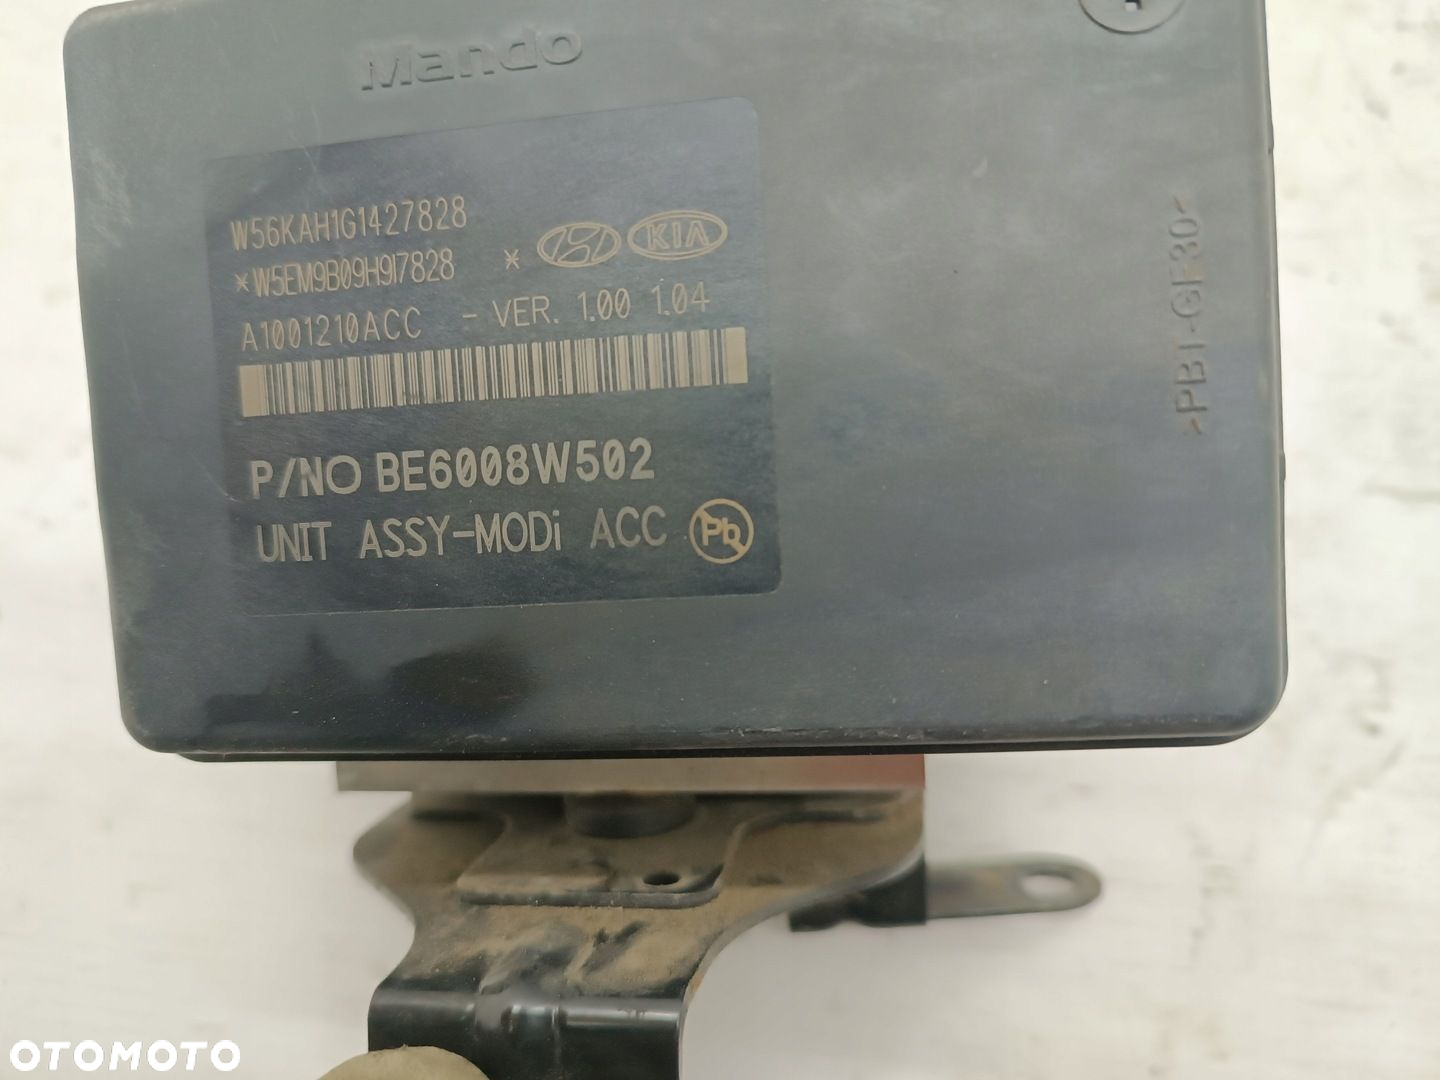 Mando
W56KAH1G1427828
*W5EM9B09H9I7828 *
KIA
A1001210ACC - VER. 1.00 1.04
P/NO BE6008W502
UNIT ASSY-MODi ACC
Pb
>PBT-GF30<
OTOMOTO